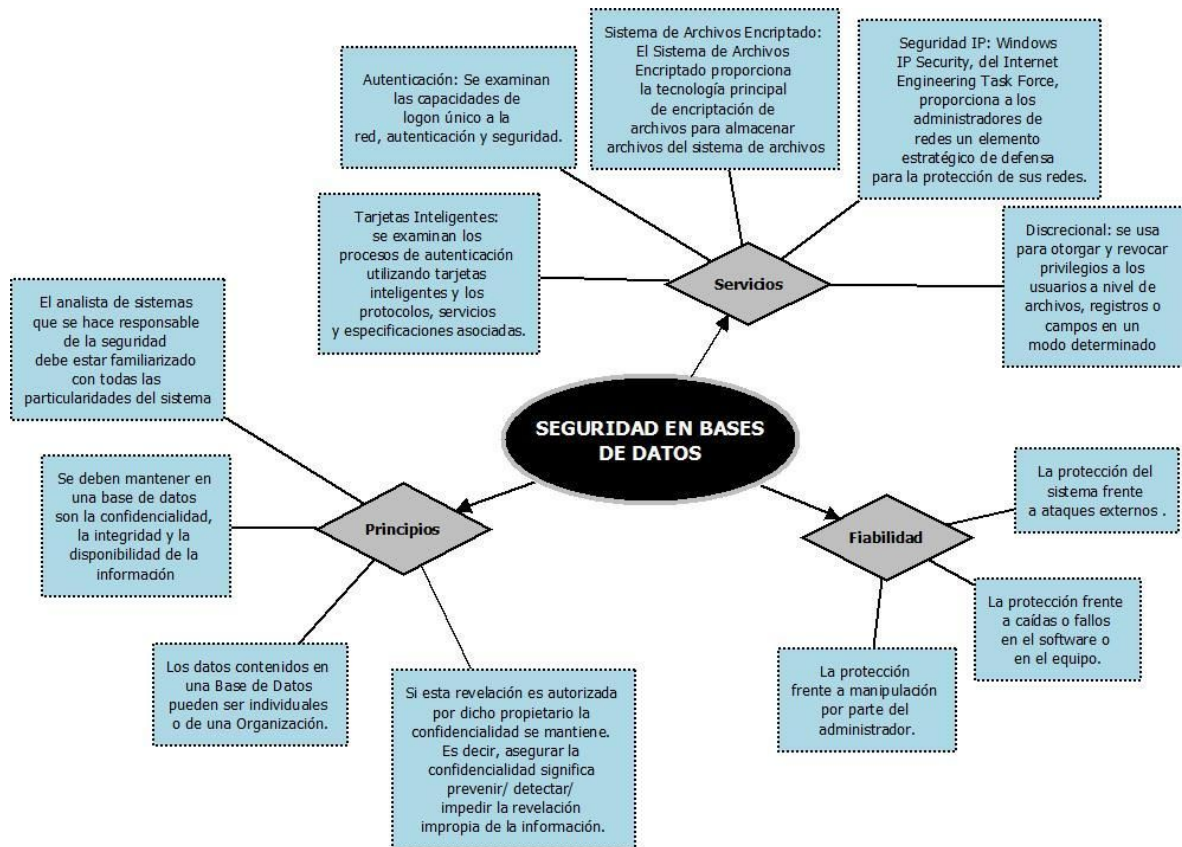 Sistema de Archivos Encriptado:
El Sistema de Archivos
Encriptado proporciona
la tecnología principal
de encriptación de
archivos para almacenar
archivos del sistema de archivos
Seguridad IP: Windows
IP Security, del Internet
Engineering Task Force,
proporciona a los
administradores de
redes un elemento
estratégico de defensa
para la protección de sus redes.
Autenticación: Se examinan
las capacidades de
logon único a la
red, autenticación y seguridad.
Tarjetas Inteligentes:
se examinan los
procesos de autenticación
utilizando tarjetas
inteligentes y los
protocolos, servicios
y especificaciones asociadas.
Servicios
Discrecional: se usa
para otorgar y revocar
privilegios a los
usuarios a nivel de
archivos, registros o
campos en un
modo determinado
El analista de sistemas
que se hace responsable
de la seguridad
debe estar familiarizado
con todas las
particularidades del sistema
SEGURIDAD EN BASES
DE DATOS
Se deben mantener en
una base de datos
son la confidencialidad,
la integridad y la
disponibilidad de la
información
Principios
Fiabilidad
La protección del
sistema frente
a ataques externos .
La protección frente
a caídas o fallos
en el software o
en el equipo.
Los datos contenidos en
una Base de Datos
pueden ser individuales
o de una Organización.
Si esta revelación es autorizada
por dicho propietario la
confidencialidad se mantiene.
Es decir, asegurar la
confidencialidad significa
prevenir/ detectar/
impedir la revelación
impropia de la información.
La protección
frente a manipulación
por parte del
administrador.